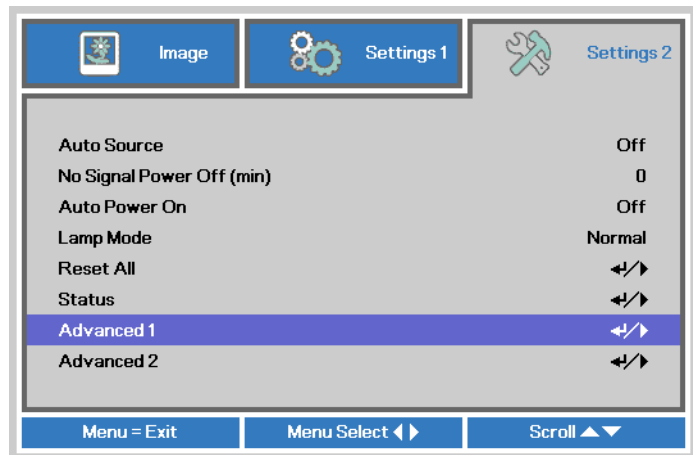 Image Settings 1 Settings 2
Auto Source Off
No Signal Power Off (min) 0
Auto Power On Off
Lamp Mode Normal
Reset All ↵/▶
Status ↵/▶
Advanced 1 ↵/▶
Advanced 2 ↵/▶
Menu = Exit Menu Select ◀▶ Scroll ▲▼